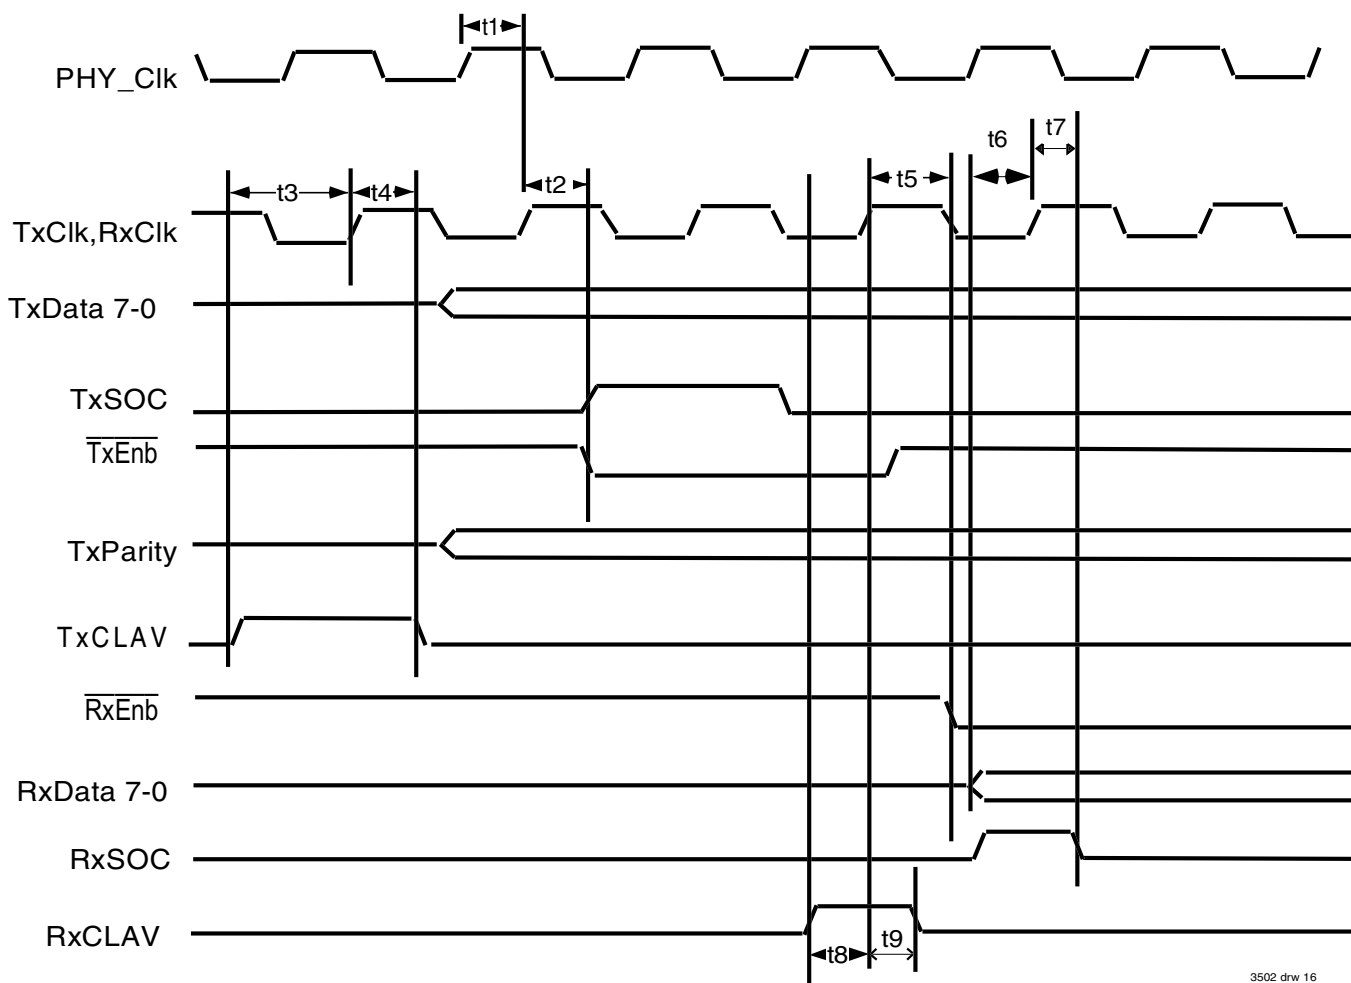 t1
PHY_Clk
t6
t7
t3
t4
t2
t5
TxClk,RxClk
TxData 7-0
TxSOC
TxEnb
TxParity
TxCLAV
RxEnb
RxData 7-0
RxSOC
RxCLAV
t8
t9
3502 drw 16